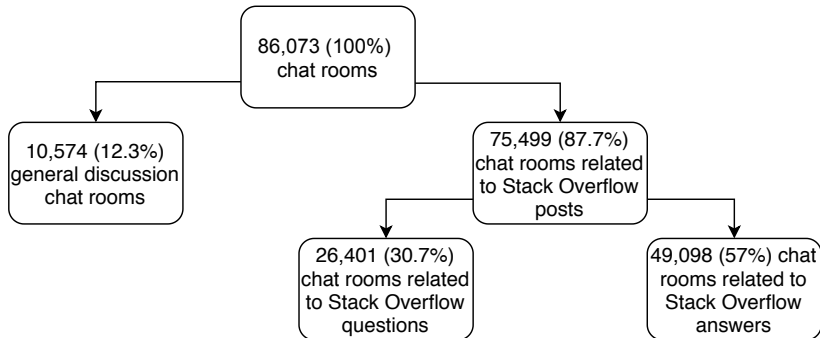 86,073 (100%)
chat rooms
10,574 (12.3%)
general discussion
chat rooms
75,499 (87.7%)
chat rooms related
to Stack Overflow
posts
26,401 (30.7%)
chat rooms related
to Stack Overflow
questions
49,098 (57%) chat
rooms related to
Stack Overflow
answers